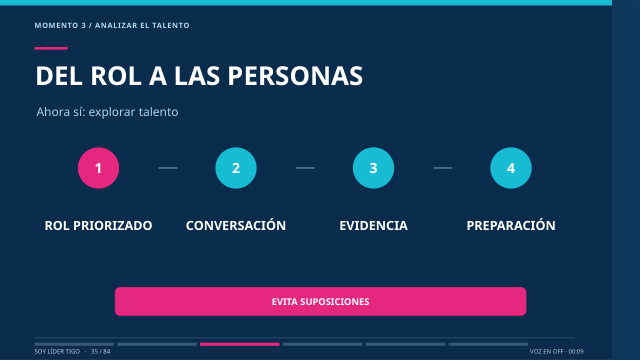 MOMENTO 3 / ANALIZAR EL TALENTO
DEL ROL A LAS PERSONAS
Ahora sí: explorar talento
1 2 3 4
ROL PRIORIZADO CONVERSACIÓN EVIDENCIA PREPARACIÓN
EVITA SUPOSICIONES
SOY LÍDER TIGO · 35 / 84 VOZ EN OFF · 00:09